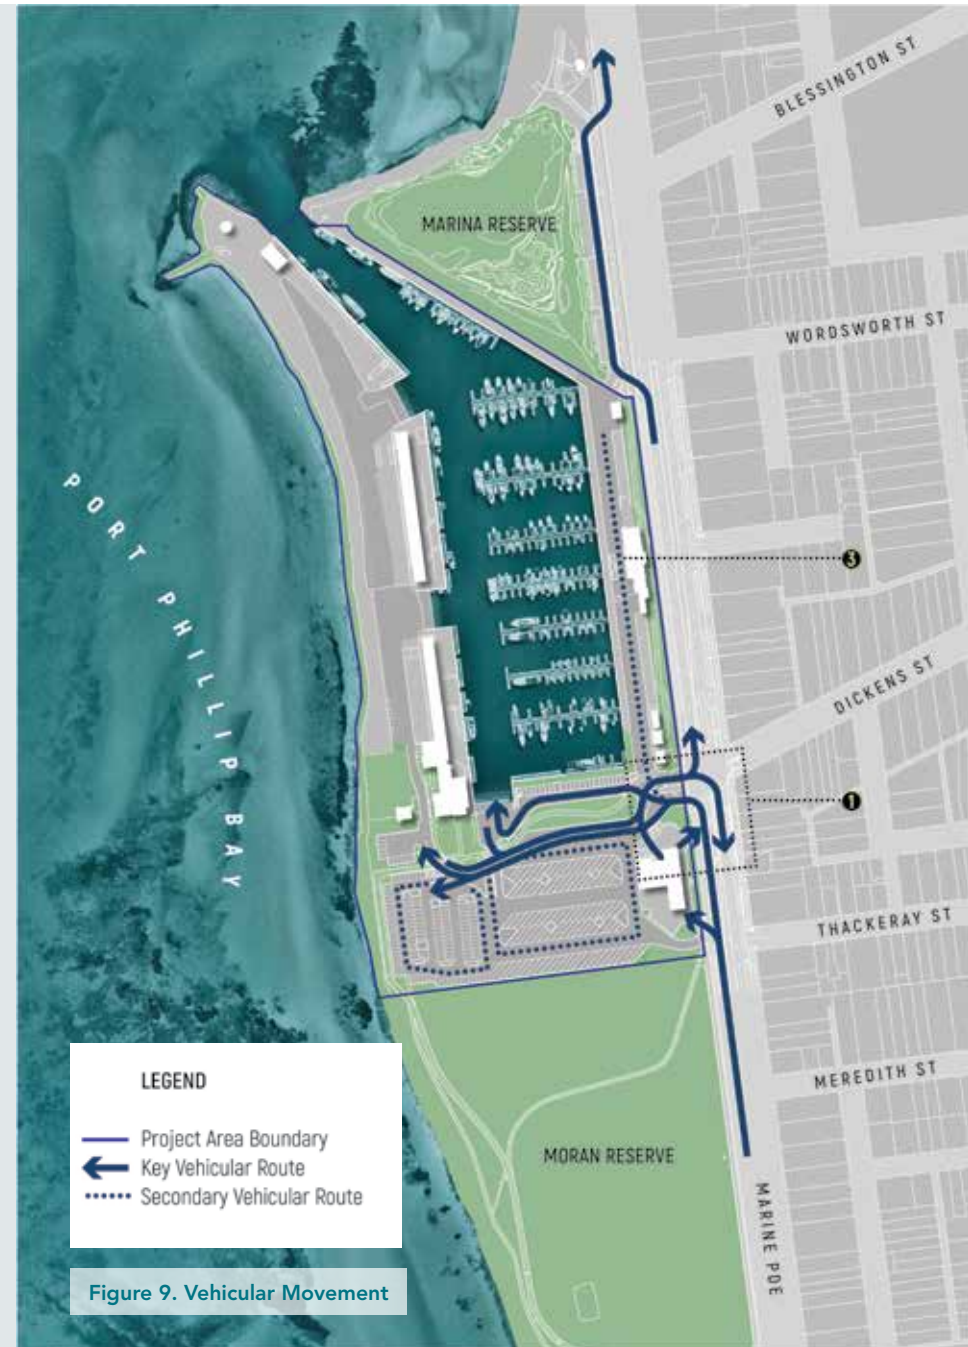 BLESSINGTON ST
MARINA RESERVE
WORDSWORTH ST
PORT PHILLIP BAY
3
DICKENS ST
1
THACKERAY ST
MEREDITH ST
MORAN RESERVE
MARINE PDE
LEGEND
Project Area Boundary
Key Vehicular Route
Secondary Vehicular Route
Figure 9. Vehicular Movement